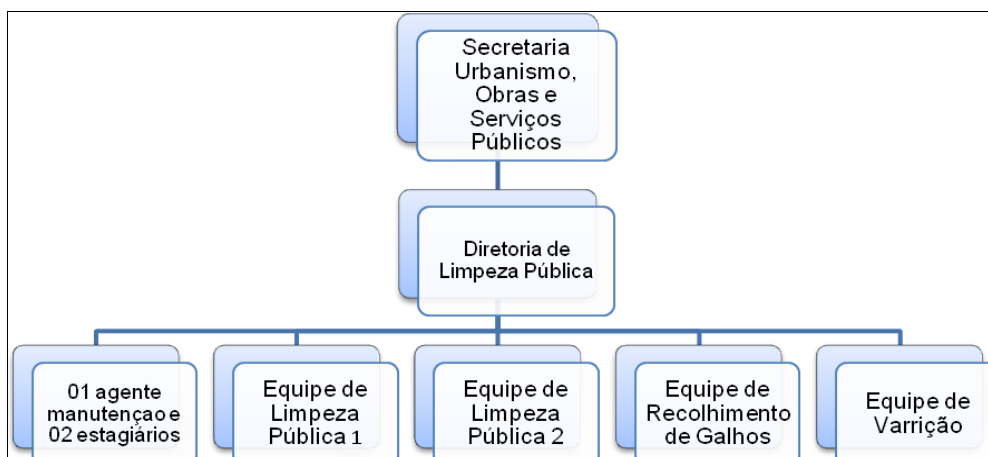 Secretaria
Urbanismo,
Obras e
Serviços
Públicos
Diretoria de
Limpeza Pública
01 agente
manutençao e
02 estagiários
Equipe de
Limpeza
Pública 1
Equipe de
Limpeza
Pública 2
Equipe de
Recolhimento
de Galhos
Equipe de
Varrição